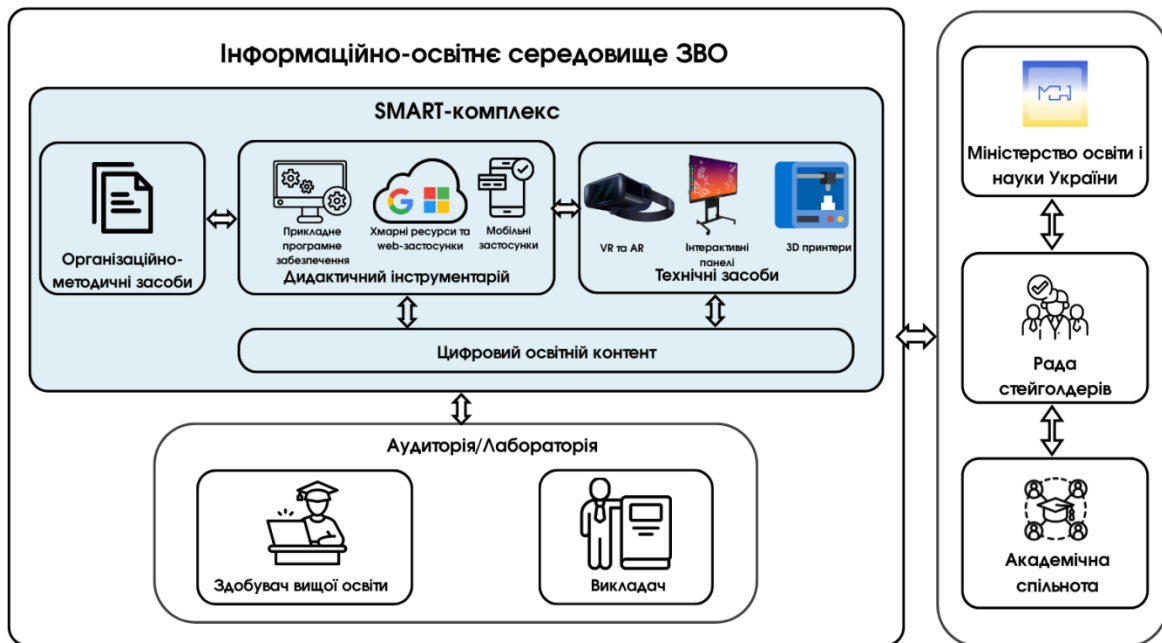 Інформаційно-освітнє середовище ЗВО
SMART-комплекс
Організаційно-
методичні засоби
Прикладне
програмне
забезпечення
Хмарні ресурси та
web-застосунки
Мобільні
застосунки
Дидактичний інструментарій
VR та AR
Інтерактивні
панелі
3D принтери
Технічні засоби
Цифровий освітній контент
Аудиторія/Лабораторія
Здобувач вищої освіти
Викладач
МОН
Міністерство освіти і
науки України
Рада
стейголдерів
Академічна
спільнота